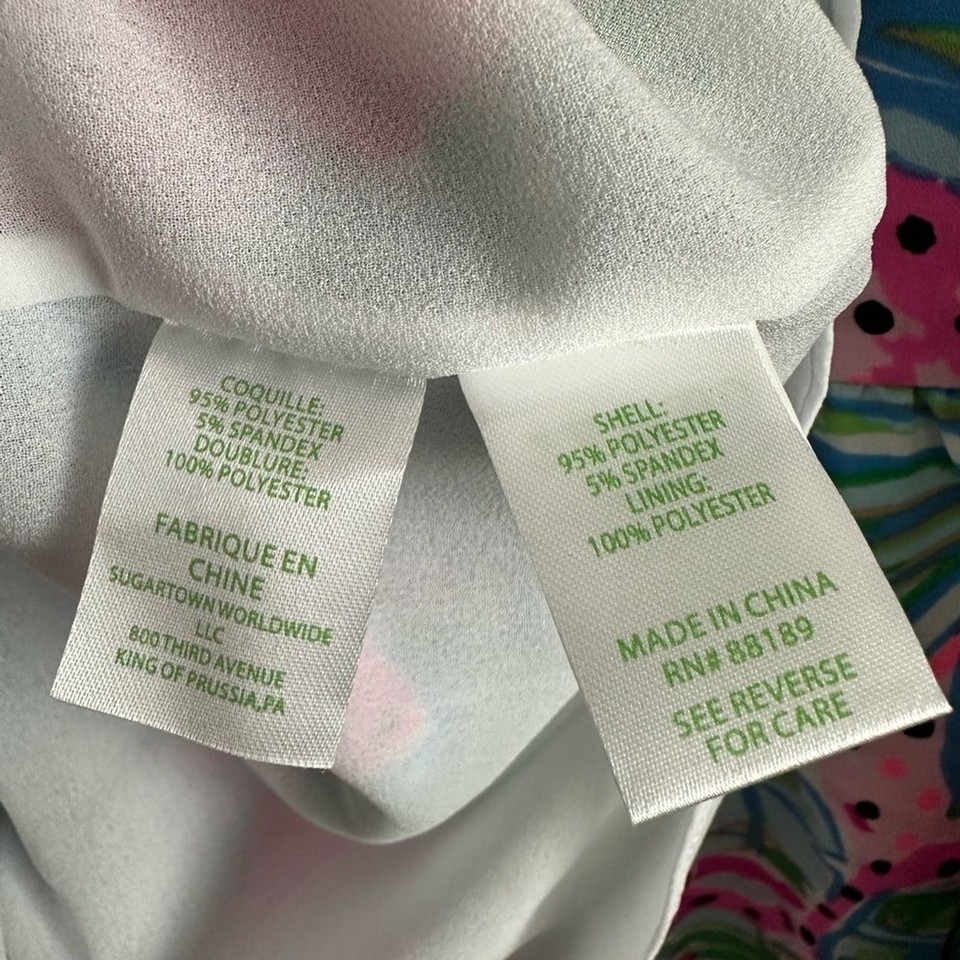 COQUILLE:
95% POLYESTER
5% SPANDEX
DOUBLURE:
100% POLYESTER
FABRIQUE EN
CHINE
SUGARTOWN WORLDWIDE
LLC
800 THIRD AVENUE
KING OF PRUSSIA,PA
SHELL:
95% POLYESTER
5% SPANDEX
LINING:
100% POLYESTER
MADE IN CHINA
RN# 88189
SEE REVERSE
FOR CARE